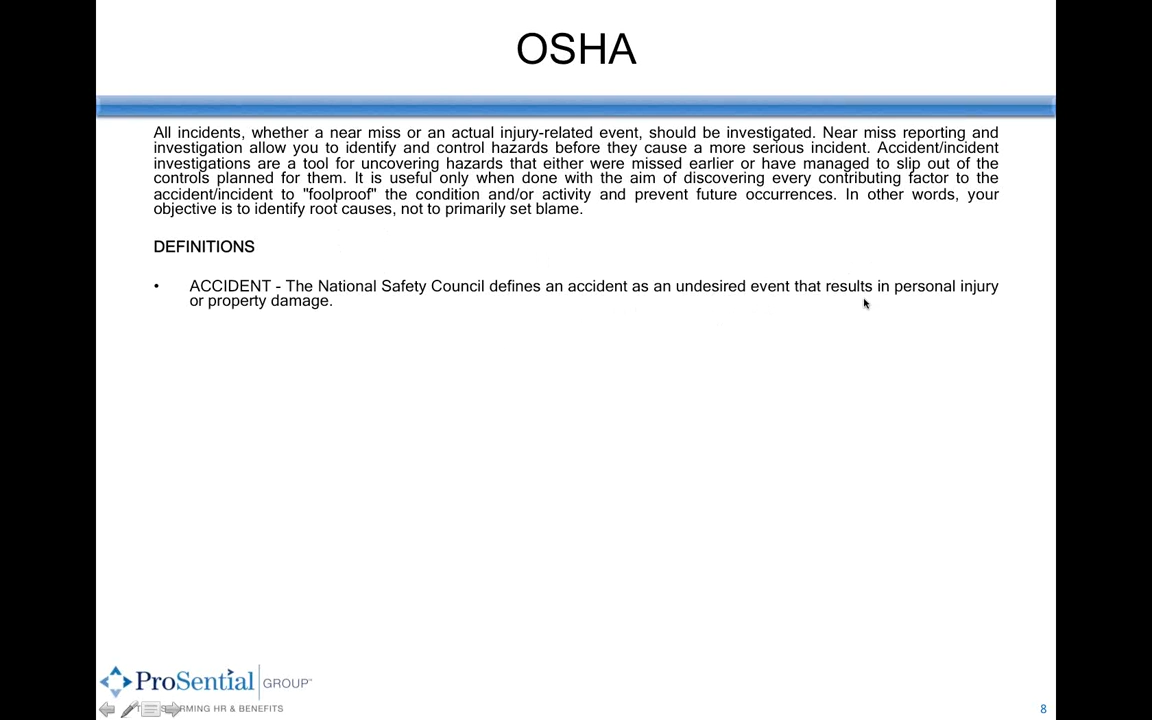 OSHA
All incidents, whether a near miss or an actual injury-related event, should be investigated. Near miss reporting and
investigation allow you to identify and control hazards before they cause a more serious incident. Accident/incident
investigations are a tool for uncovering hazards that either were missed earlier or have managed to slip out of the
controls planned for them. It is useful only when done with the aim of discovering every contributing factor to the
accident/incident to "foolproof" the condition and/or activity and prevent future occurrences. In other words, your
objective is to identify root causes, not to primarily set blame.
DEFINITIONS
• ACCIDENT - The National Safety Council defines an accident as an undesired event that results in personal injury
or property damage.
ProSential GROUP
RMING HR & BENEFITS
8